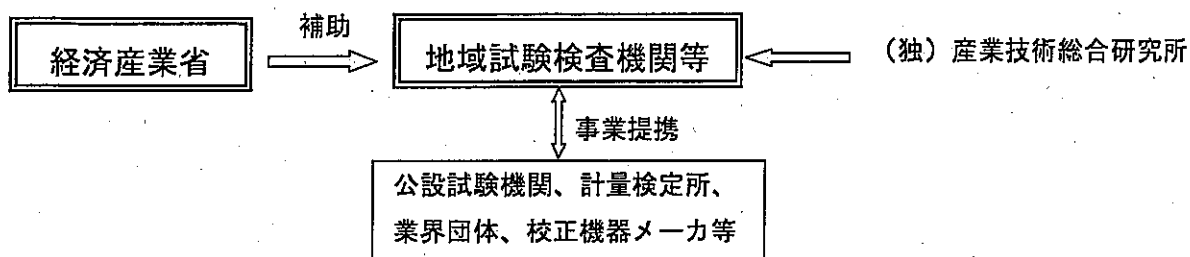 経済産業省
補助
地域試験検査機関等
（独）産業技術総合研究所
事業提携
公設試験機関、計量検定所、
業界団体、校正機器メーカ等